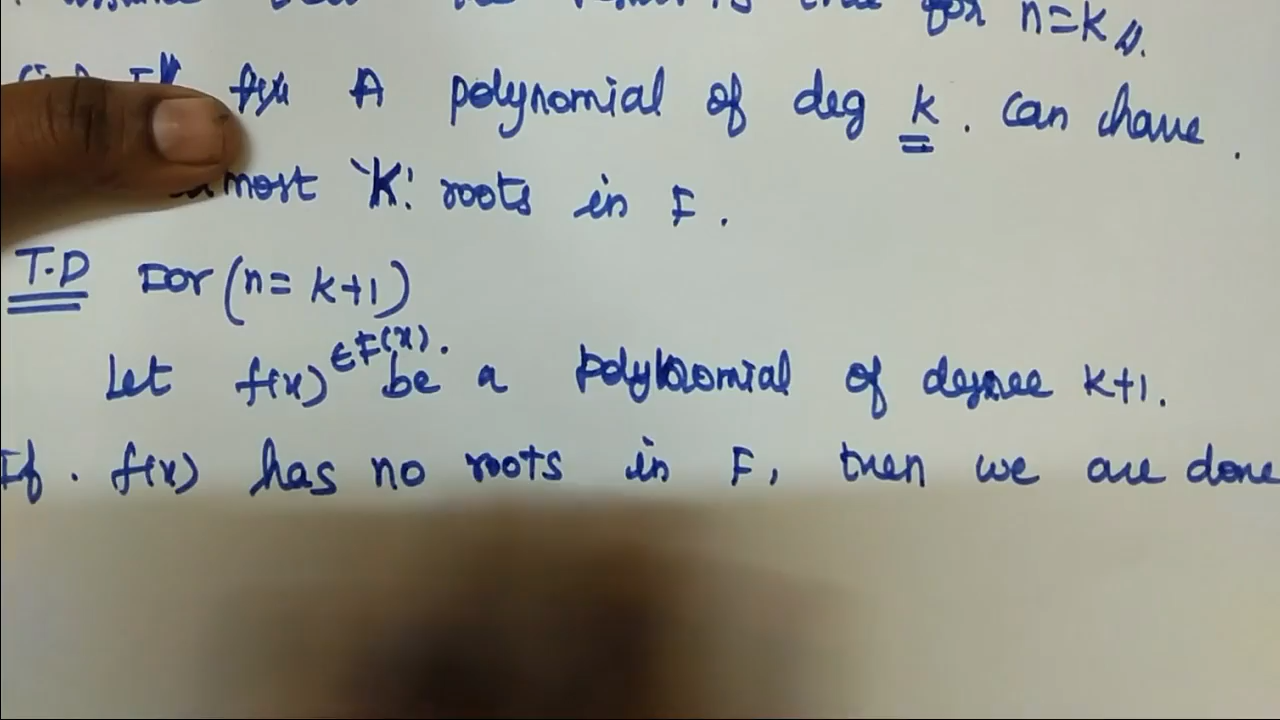 for n=k
A polynomial of deg k. can have.
most 'K' roots in F.
T.P For (n= k+1)
Let f(x) ∈F(x). be a polynomial of degree k+1.
If. f(x) has no roots in F, then we are done